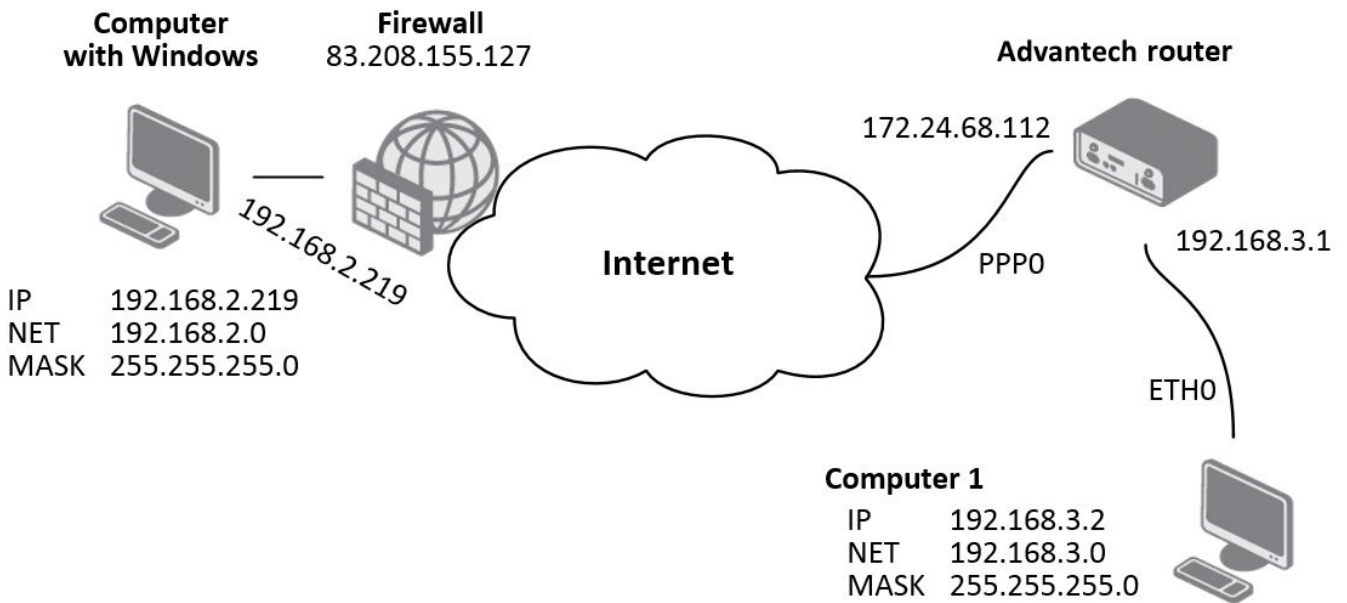 Computer
with Windows
Firewall
83.208.155.127
Advantech router
172.24.68.112
192.168.2.219
192.168.3.1
Internet
PPP0
IP 192.168.2.219
NET 192.168.2.0
MASK 255.255.255.0
ETH0
Computer 1
IP 192.168.3.2
NET 192.168.3.0
MASK 255.255.255.0